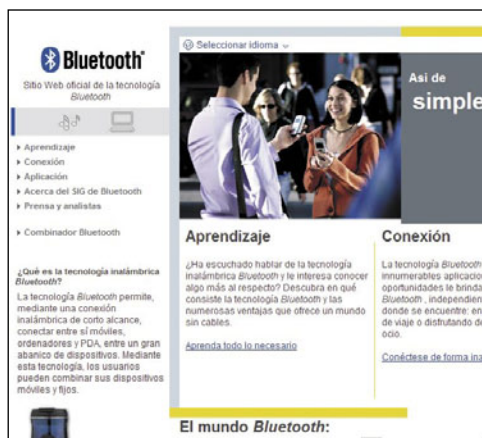 Bluetooth
Sitio Web oficial de la tecnología
Bluetooth
Aprendizaje
Conexión
Aplicación
Acerca del SIG de Bluetooth
Prensa y analistas
Combinador Bluetooth
¿Qué es la tecnología inalámbrica
Bluetooth?
La tecnología Bluetooth permite,
mediante una conexión
inalámbrica de corto alcance,
conectar entre sí móviles,
ordenadores y PDA, entre un gran
abanico de dispositivos. Mediante
esta tecnología, los usuarios
pueden combinar sus dispositivos
móviles y fijos.
Seleccionar idioma
Asi de
simple
Aprendizaje
¿Ha escuchado hablar de la tecnología
inalámbrica Bluetooth y le interesa conocer
algo más al respecto? Descubra en qué
consiste la tecnología Bluetooth y las
numerosas ventajas que ofrece un mundo
sin cables.
Aprenda todo lo necesario
Conexión
La tecnología Bluetooth
innumerables aplicacio
oportunidades le brinda
Bluetooth , independien
donde se encuentre: en
de viaje o disfrutando de
ocio.
Conéctese de forma ina
El mundo Bluetooth: